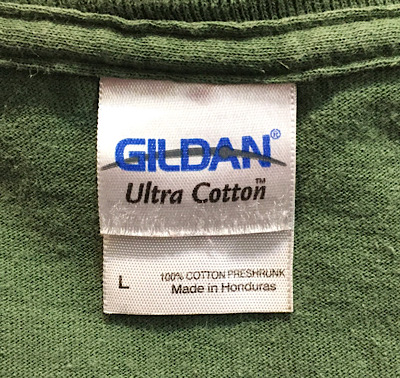 GILDAN®
Ultra Cotton™
L 100% COTTON PRESHRUNK
Made in Honduras